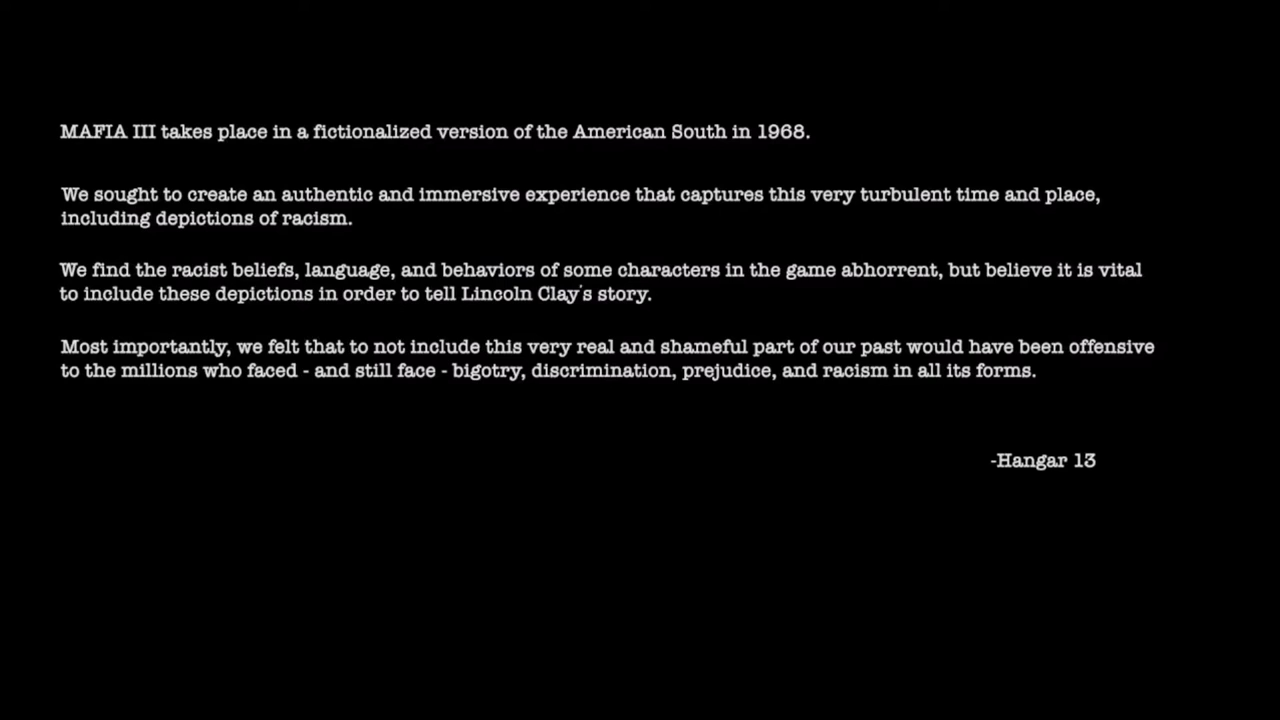 MAFIA III takes place in a fictionalized version of the American South in 1968.
We sought to create an authentic and immersive experience that captures this very turbulent time and place,
including depictions of racism.
We find the racist beliefs, language, and behaviors of some characters in the game abhorrent, but believe it is vital
to include these depictions in order to tell Lincoln Clay's story.
Most importantly, we felt that to not include this very real and shameful part of our past would have been offensive
to the millions who faced - and still face - bigotry, discrimination, prejudice, and racism in all its forms.
-Hangar 13